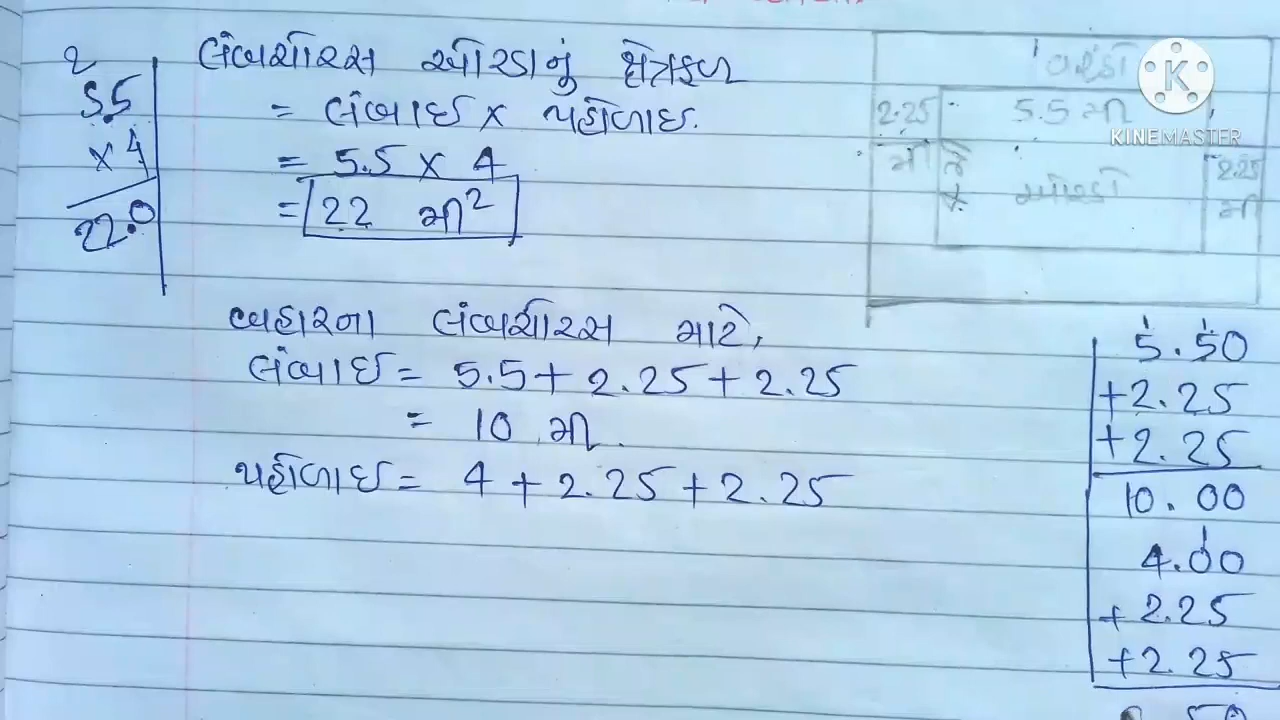 2
5.5
× 4
22.0
લંબચોરસ ઓરડાનું ક્ષેત્રફળ
= લંબાઇ × પહોળાઇ.
= 5.5 × 4
= 22 મી²
વરંડો
2.25 5.5 મી
મી ઓરડો 2.25
મી
KINEMASTER
બહારના લંબચોરસ માટે,
લંબાઇ = 5.5 + 2.25 + 2.25
= 10 મી.
પહોળાઇ = 4 + 2.25 + 2.25
5.50
+ 2.25
+ 2.25
10.00
4.00
+ 2.25
+ 2.25